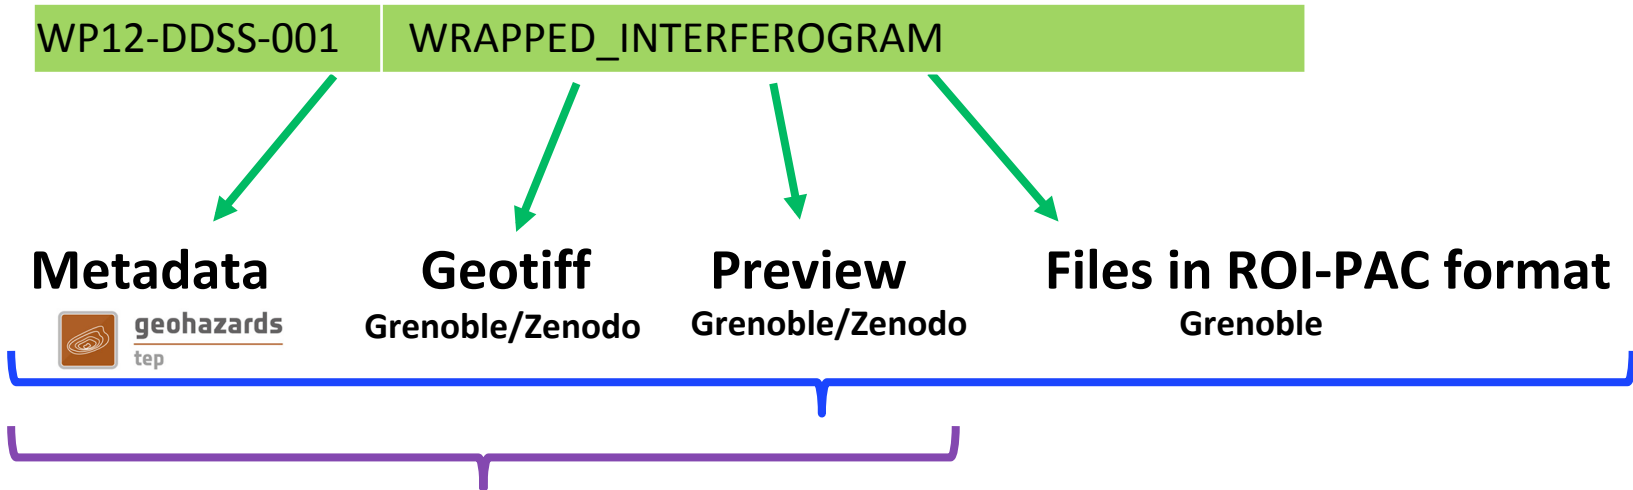 WP12-DDSS-001 WRAPPED_INTERFEROGRAM
Metadata Geotiff Preview Files in ROI-PAC format
geohazards Grenoble/Zenodo Grenoble/Zenodo Grenoble
tep